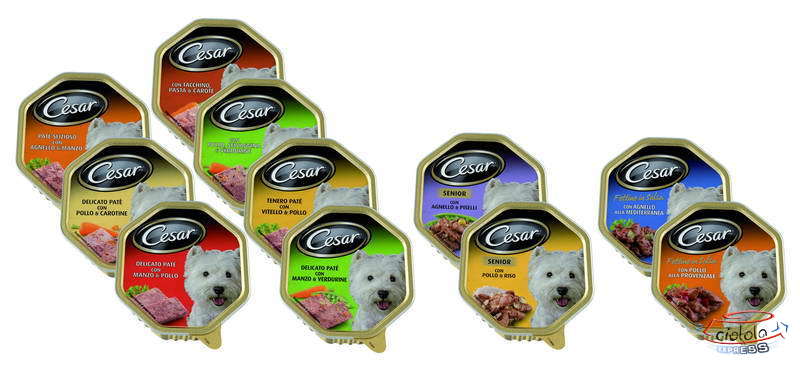 Cesar
CON TACCHINO,
PASTA & CAROTE
Cesar
PATÉ SFIZIOSO
CON
AGNELLO & MANZO
Cesar
CON
& VERDURINE
Cesar
DELICATO PATÉ
CON
POLLO & CAROTINE
Cesar
TENERO PATÉ
CON
VITELLO & POLLO
Cesar
DELICATO PATÉ
CON
MANZO & POLLO
Cesar
DELICATO PATÉ
CON
MANZO & VERDURINE
Cesar
SENIOR
CON
AGNELLO & PISELLI
Cesar
SENIOR
CON
POLLO & RISO
Cesar
Fettine in Salsa
CON AGNELLO
ALLA MEDITERRANEA
Cesar
Fettine in Salsa
CON POLLO
ALLA PROVENZALE
ciotola
EXPRESS